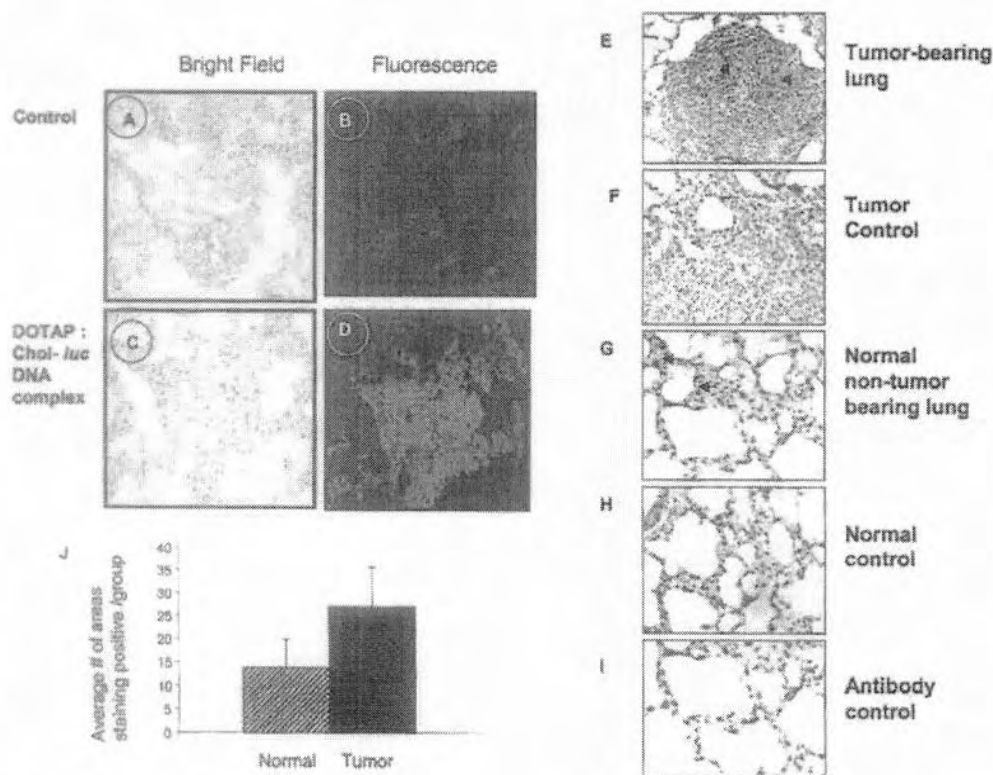 Bright Field
Fluorescence
Control
A
B
DOTAP :
Chol- luc
DNA
complex
C
D
J
Average # of areas
staining positive /group
40
35
30
25
20
15
10
5
0
Normal
Tumor
E
Tumor-bearing
lung
F
Tumor
Control
G
Normal
non-tumor
bearing lung
H
Normal
control
I
Antibody
control